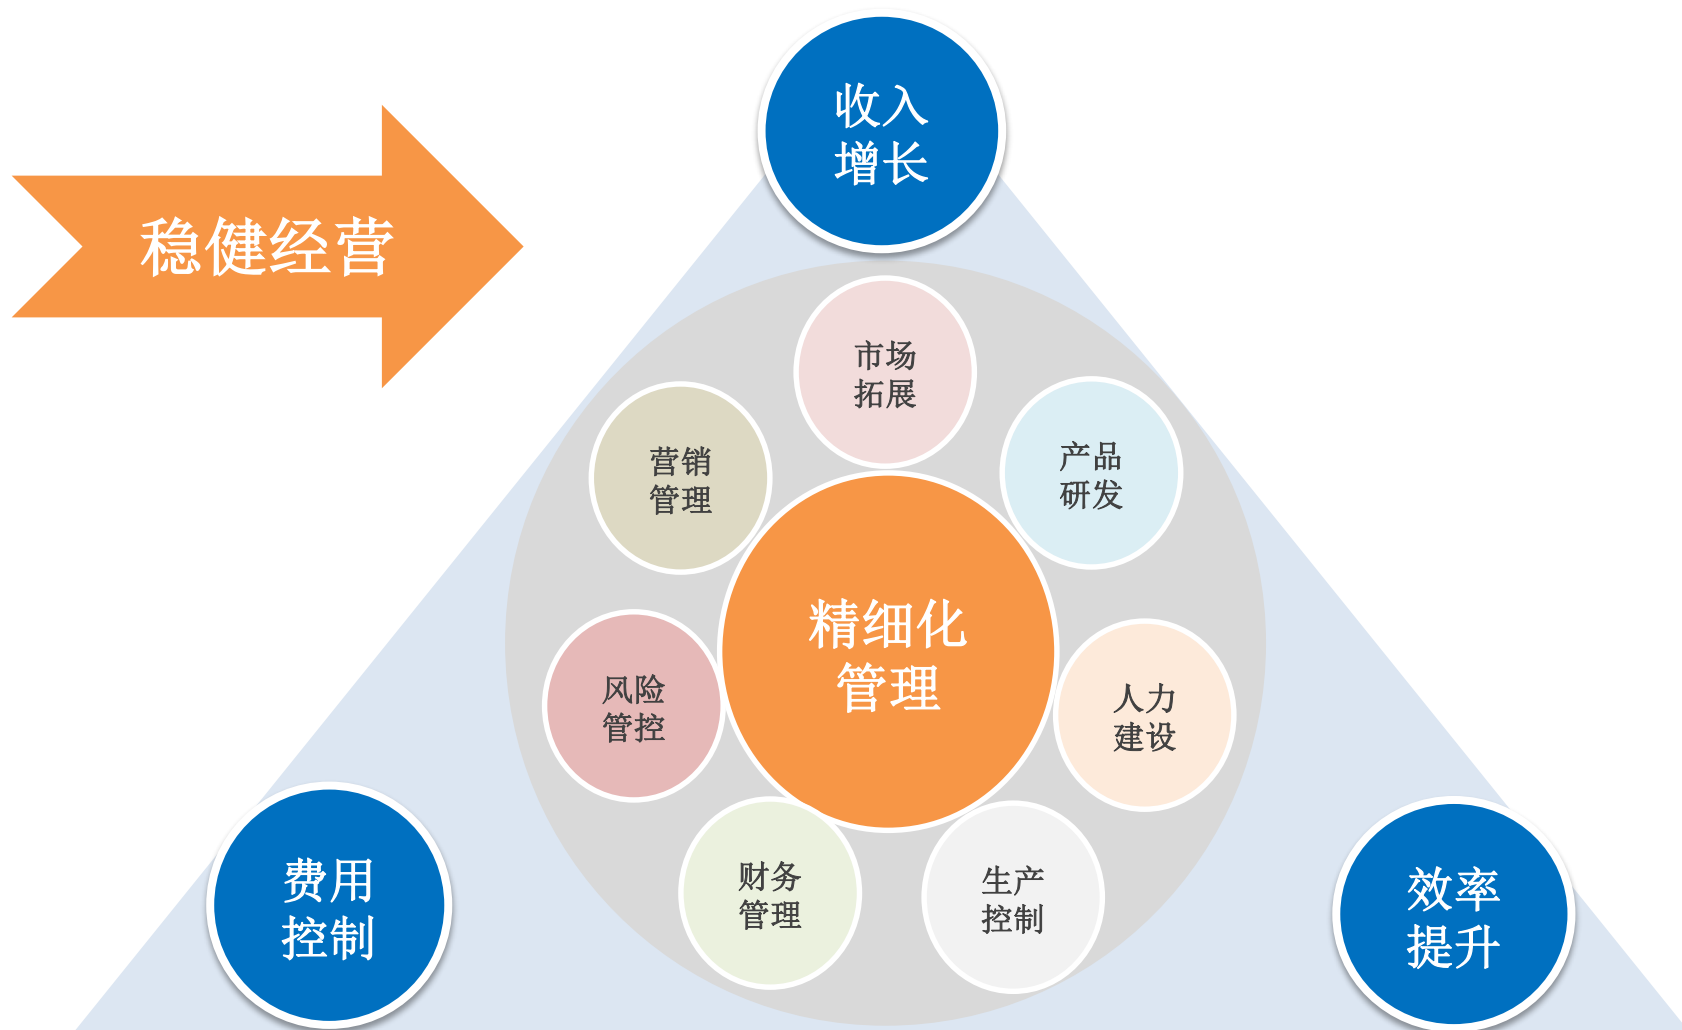 收入
增长
稳健经营
市场
拓展
产品
研发
营销
管理
精细化
管理
风险
管控
人力
建设
财务
管理
生产
控制
费用
控制
效率
提升